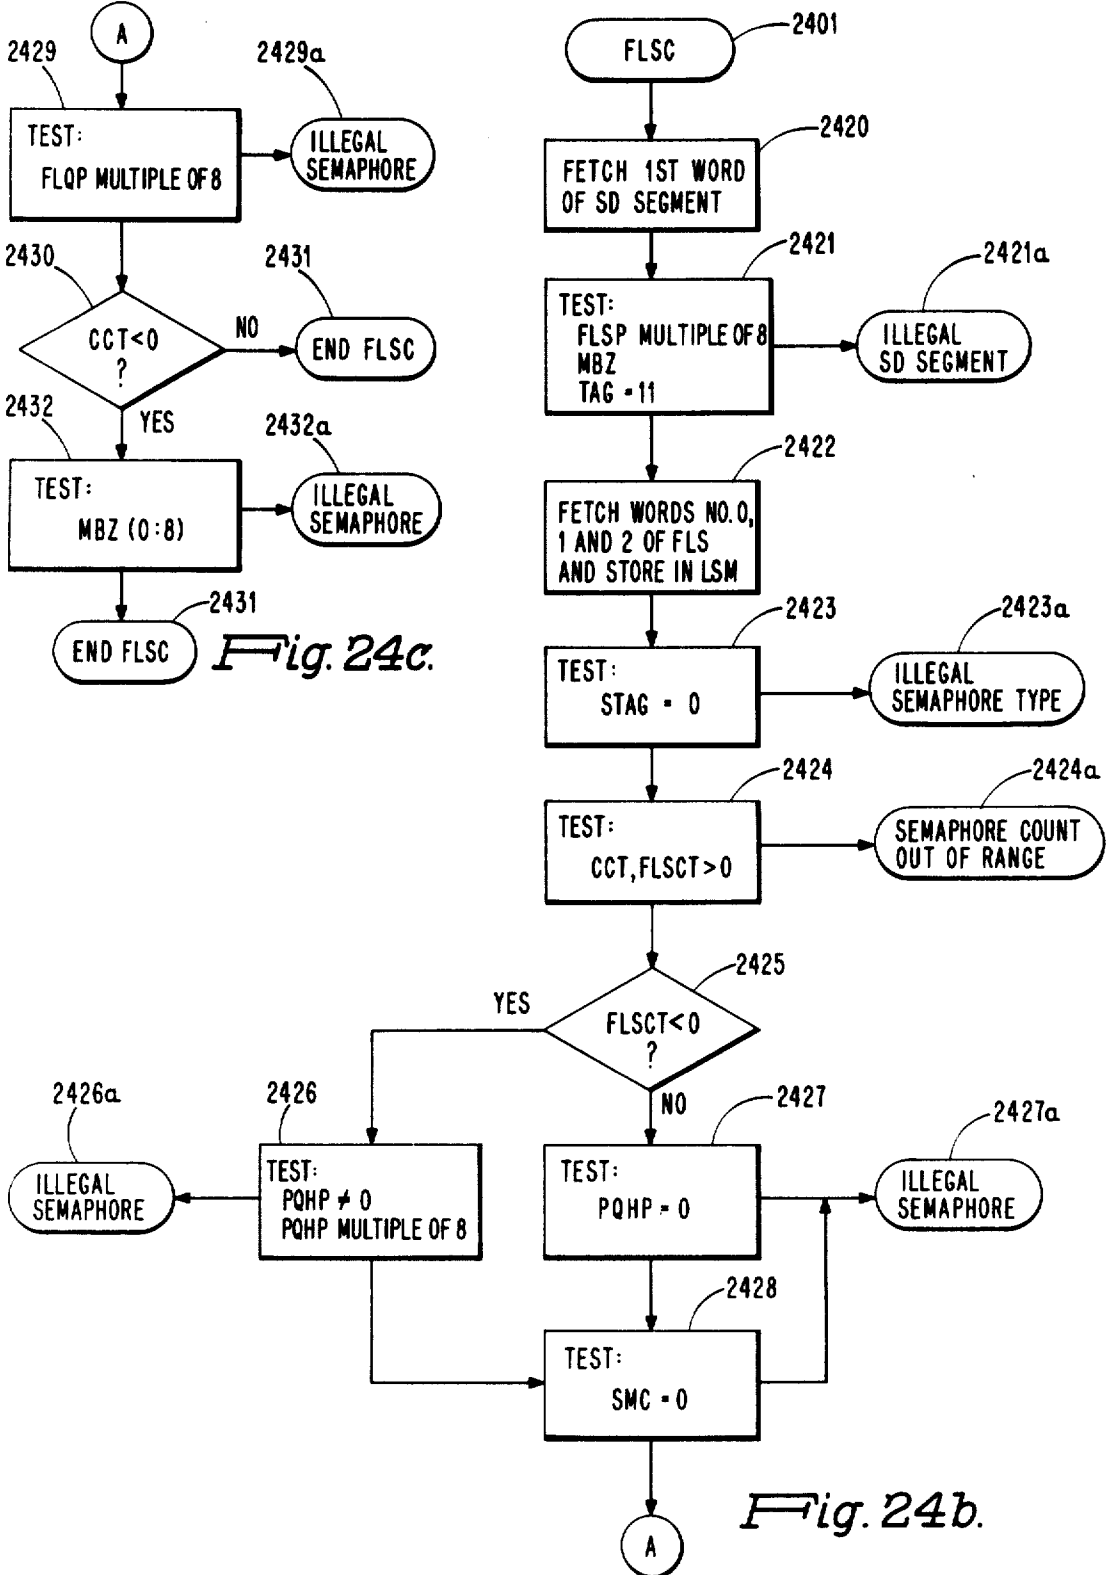 A
2429
2429a
TEST:
FLQP MULTIPLE OF 8
ILLEGAL
SEMAPHORE
2430
2431
CCT<0
?
NO
END FLSC
2432
YES
2432a
TEST:
MBZ (0:8)
ILLEGAL
SEMAPHORE
2431
END FLSC
Fig. 24c.
2401
FLSC
2420
FETCH 1ST WORD
OF SD SEGMENT
2421
2421a
TEST:
FLSP MULTIPLE OF 8
MBZ
TAG = 11
ILLEGAL
SD SEGMENT
2422
FETCH WORDS NO. 0,
1 AND 2 OF FLS
AND STORE IN LSM
2423
2423a
TEST:
STAG = 0
ILLEGAL
SEMAPHORE TYPE
2424
2424a
TEST:
CCT, FLSCT > 0
SEMAPHORE COUNT
OUT OF RANGE
2425
YES
FLSCT<0
?
NO
2426a
2426
2427
2427a
ILLEGAL
SEMAPHORE
TEST:
PQHP ≠ 0
PQHP MULTIPLE OF 8
TEST:
PQHP = 0
ILLEGAL
SEMAPHORE
2428
TEST:
SMC = 0
Fig. 24b.
A